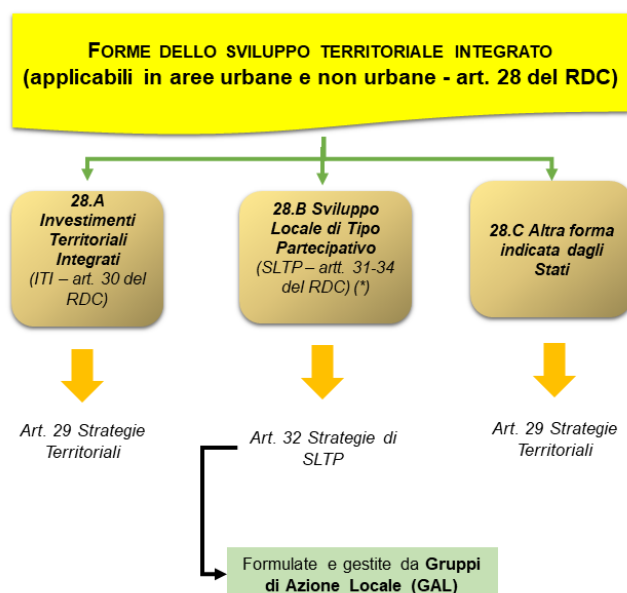 FORME DELLO SVILUPPO TERRITORIALE INTEGRATO
(applicabili in aree urbane e non urbane - art. 28 del RDC)
28.A
Investimenti
Territoriali
Integrati
(ITI – art. 30 del
RDC)
28.B Sviluppo
Locale di Tipo
Partecipativo
(SLTP – artt. 31-34
del RDC) (*)
28.C Altra forma
indicata dagli
Stati
Art. 29 Strategie
Territoriali
Art. 32 Strategie di
SLTP
Art. 29 Strategie
Territoriali
Formulate e gestite da Gruppi
di Azione Locale (GAL)